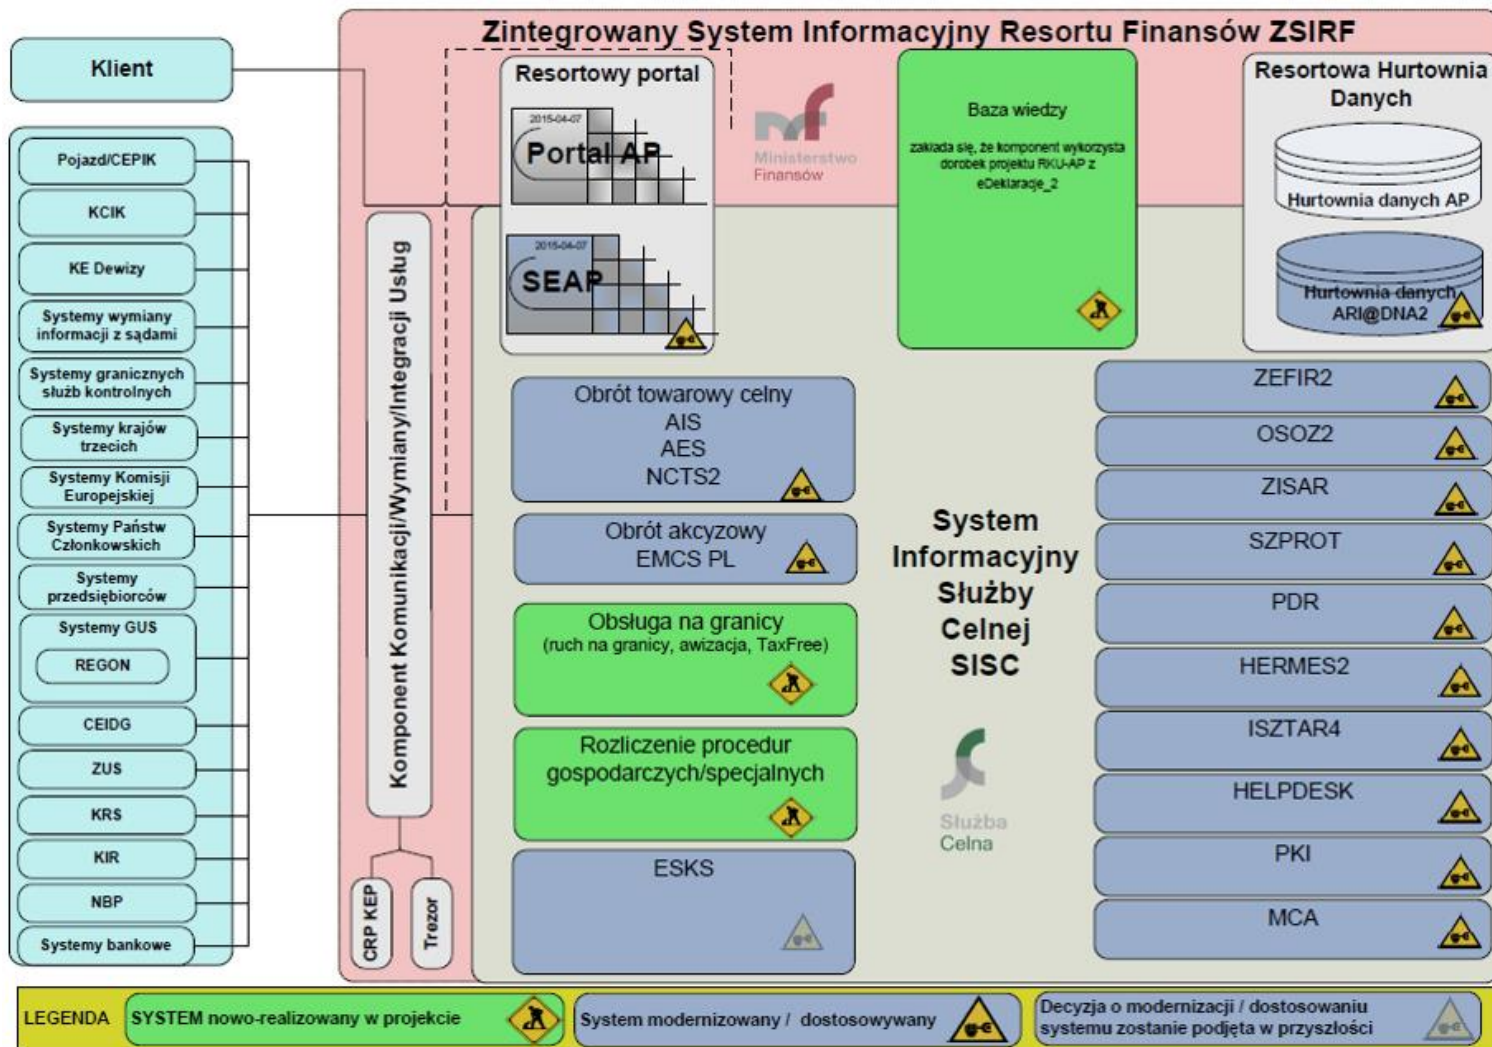 Zintegrowany System Informacyjny Resortu Finansów ZSIRF
Klient
Pojazd/CEPIK
KCIK
KE Dewizy
Systemy wymiany
informacji z sądami
Systemy granicznych
służb kontrolnych
Systemy krajów
trzecich
Systemy Komisji
Europejskiej
Systemy Państw
Członkowskich
Systemy
przedsiębiorców
Systemy GUS
REGON
CEIDG
ZUS
KRS
KIR
NBP
Systemy bankowe
Komponent Komunikacji/Wymiany/Integracji Usług
CRP KEP
Trezor
Resortowy portal
2015-04-07
Portal AP
2015-04-07
SEAP
Ministerstwo
Finansów
Baza wiedzy
zakłada się, że komponent wykorzysta
dorobek projektu RKU-AP z
eDeklaracje_2
Resortowa Hurtownia
Danych
Hurtownia danych AP
Hurtownia danych
ARI@DNA2
Obrót towarowy celny
AIS
AES
NCTS2
Obrót akcyzowy
EMCS PL
Obsługa na granicy
(ruch na granicy, awizacja, TaxFree)
Rozliczenie procedur
gospodarczych/specjalnych
ESKS
System
Informacyjny
Służby
Celnej
SISC
Służba
Celna
ZEFIR2
OSOZ2
ZISAR
SZPROT
PDR
HERMES2
ISZTAR4
HELPDESK
PKI
MCA
LEGENDA
SYSTEM nowo-realizowany w projekcie
System modernizowany / dostosowywany
Decyzja o modernizacji / dostosowaniu
systemu zostanie podjęta w przyszłości